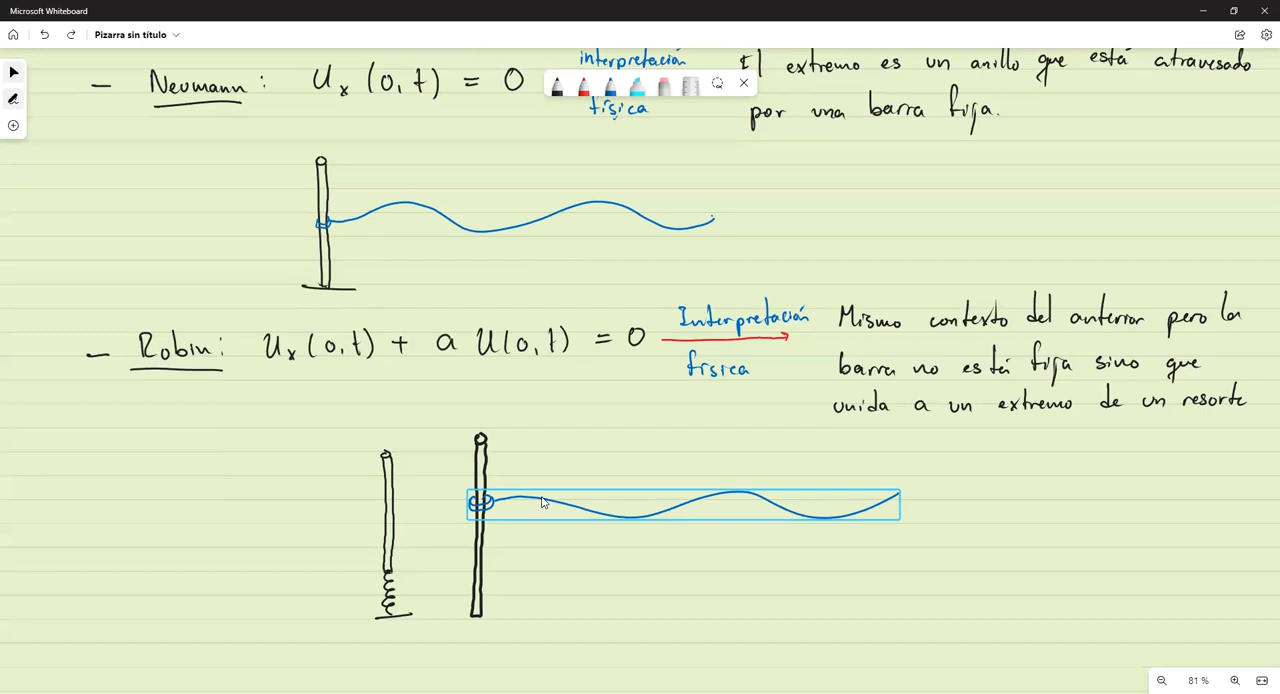 Microsoft Whiteboard
Pizarra sin título
- Neumann : Ux (0,t) = 0
interpretación
física
El extremo es un anillo que está atravesado
por una barra fija.
- Robin: Ux (0,t) + a U(0,t) = 0
Interpretación
física
Mismo contexto del anterior pero la
barra no está fija sino que
unida a un extremo de un resorte
81 %